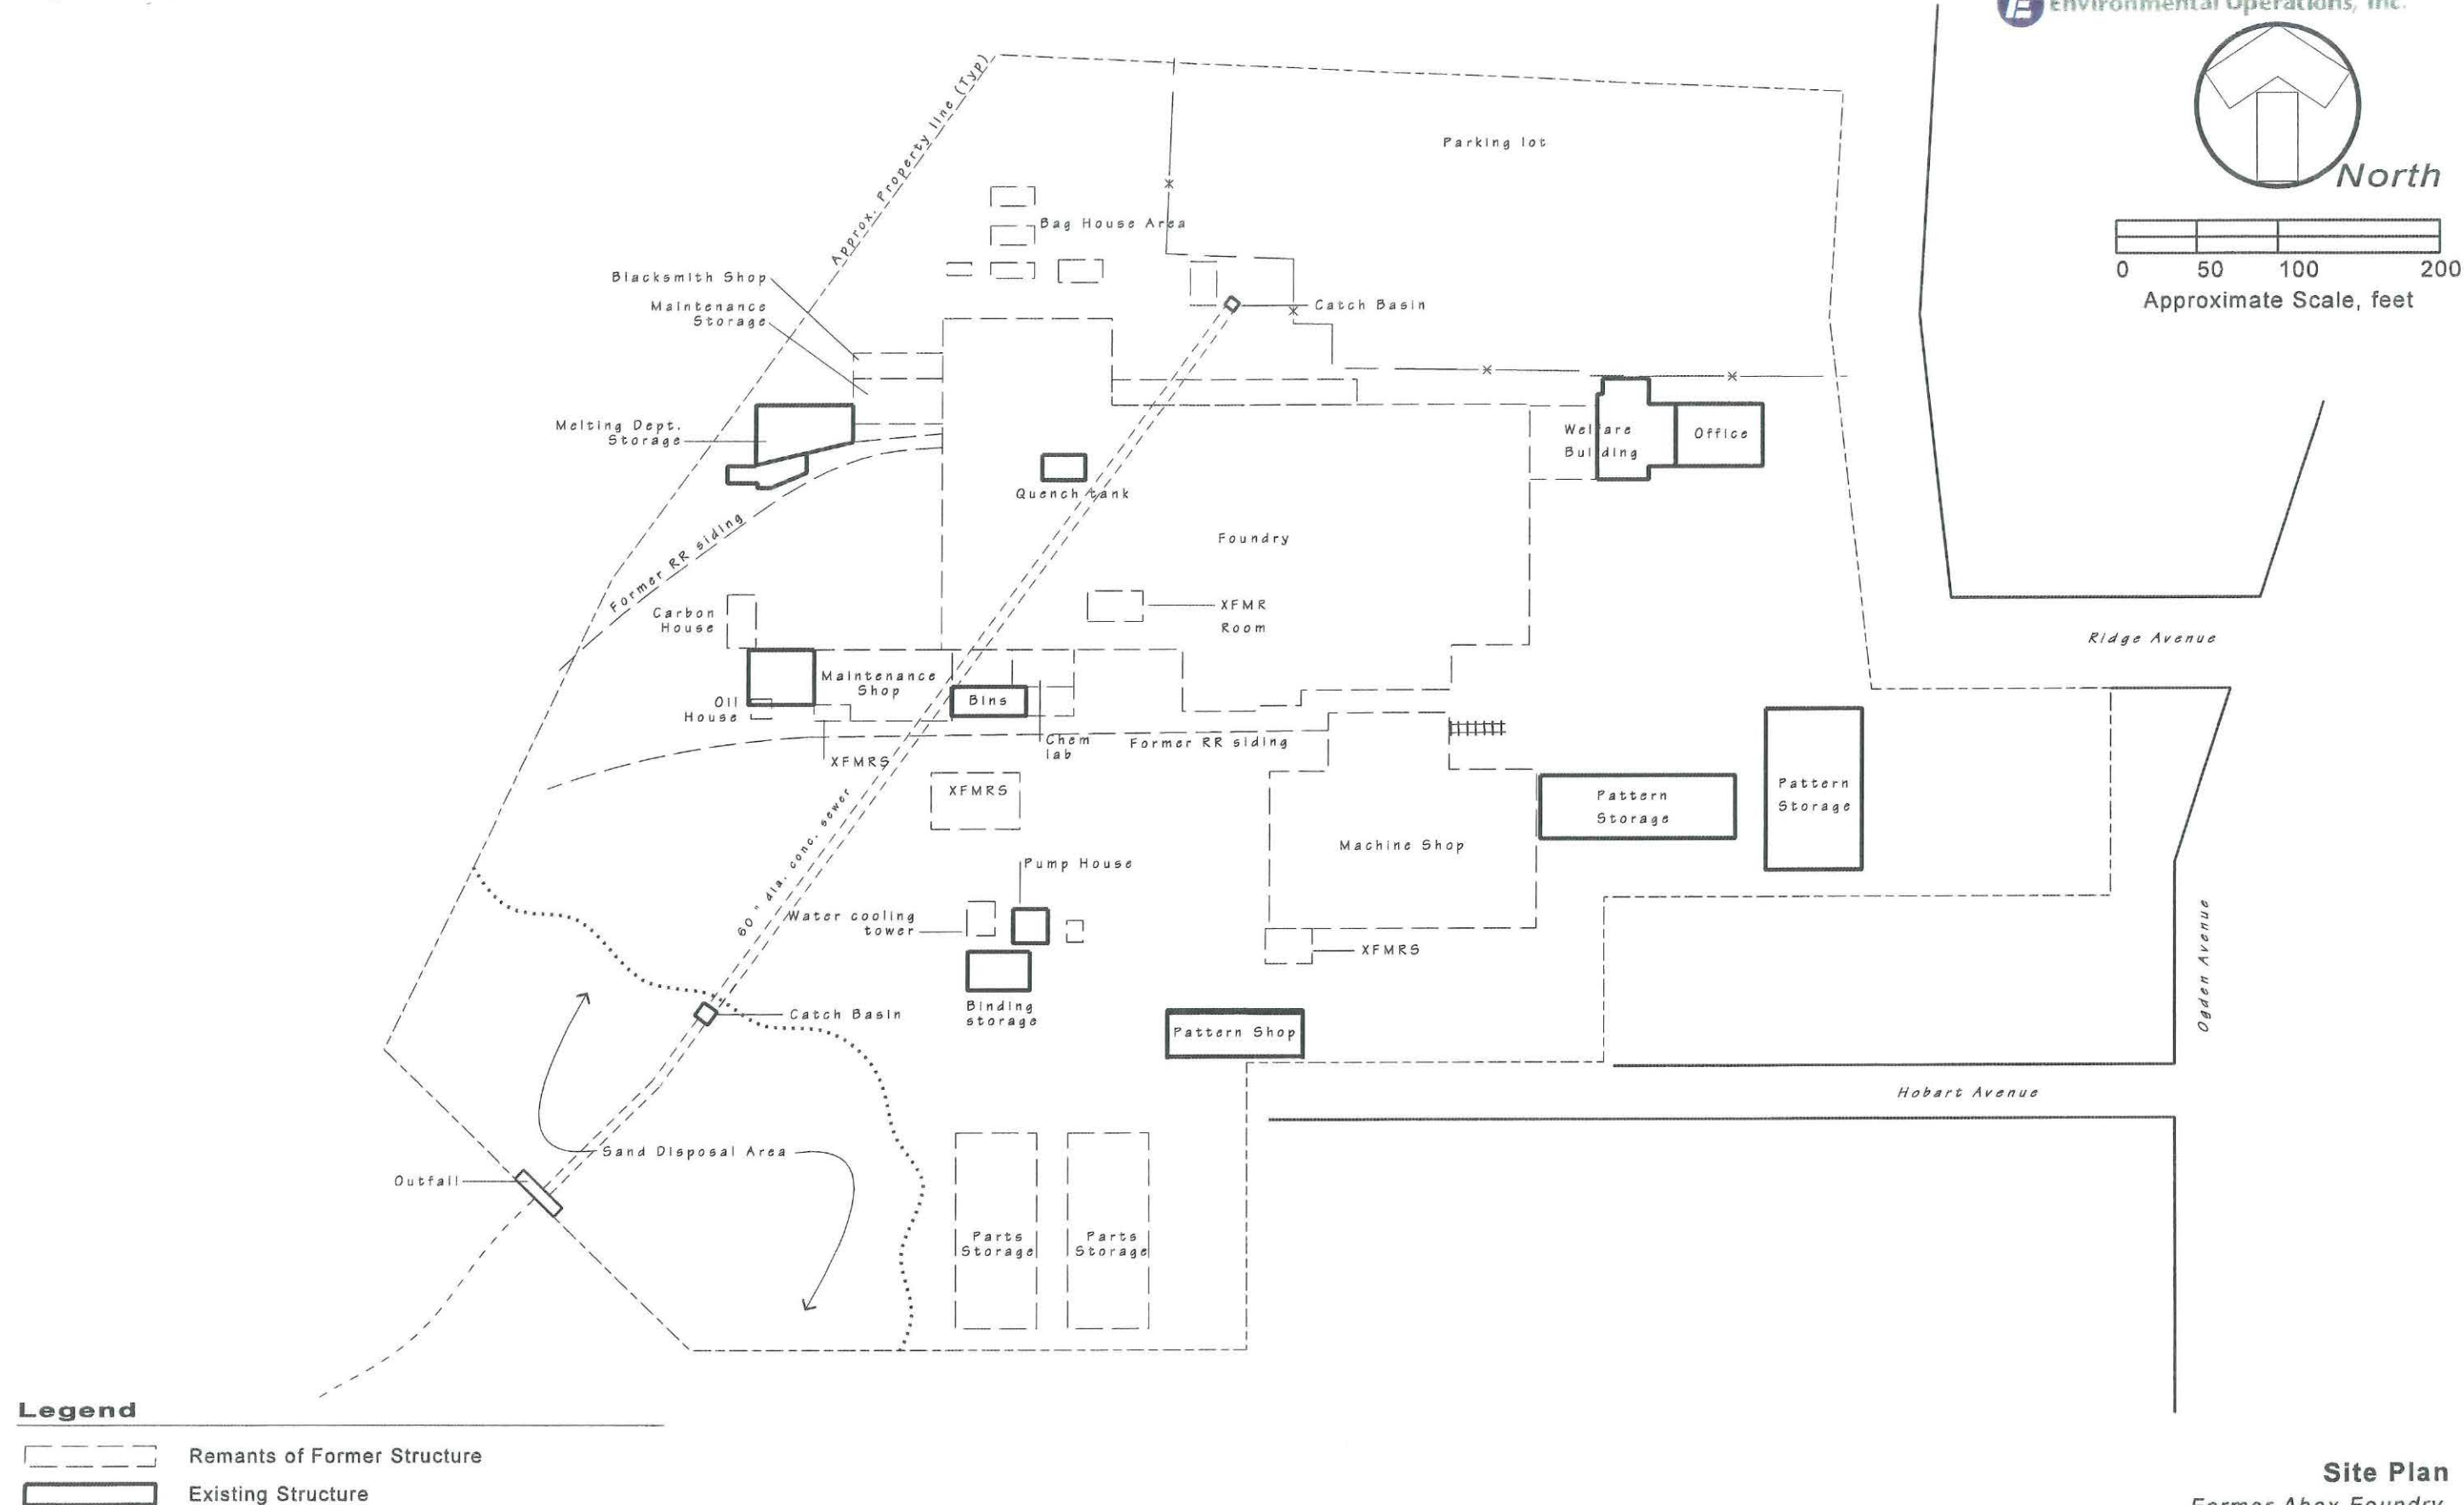 Environmental Operations, Inc.
North
0 50 100 200
Approximate Scale, feet
Approx. Property line (Typ)
Parking lot
Bag House Area
Blacksmith Shop
Maintenance
Storage
Catch Basin
Melting Dept.
Storage
Welfare
Building
Office
Quench tank
Former RR siding
Foundry
Carbon
House
XFMR
Room
Ridge Avenue
Maintenance
Shop
Bins
Oil
House
XFMRS
Chem
lab
Former RR siding
XFMRS
Pattern
Storage
Pattern
Storage
60" dia. conc. sewer
Machine Shop
Pump House
Water cooling
tower
XFMRS
Ogden Avenue
Binding
storage
Catch Basin
Pattern Shop
Hobart Avenue
Sand Disposal Area
Outfall
Parts
Storage
Parts
Storage
Legend
Remants of Former Structure
Existing Structure
Site Plan
Former Abex Foundry